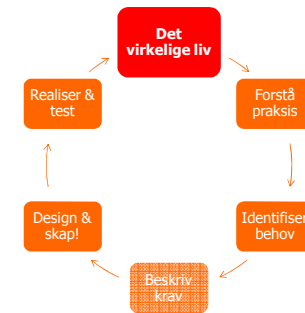 Det
virkelige liv
Forstå
praksis
Identifiser
behov
Beskriv
krav
Design &
skap!
Realiser &
test